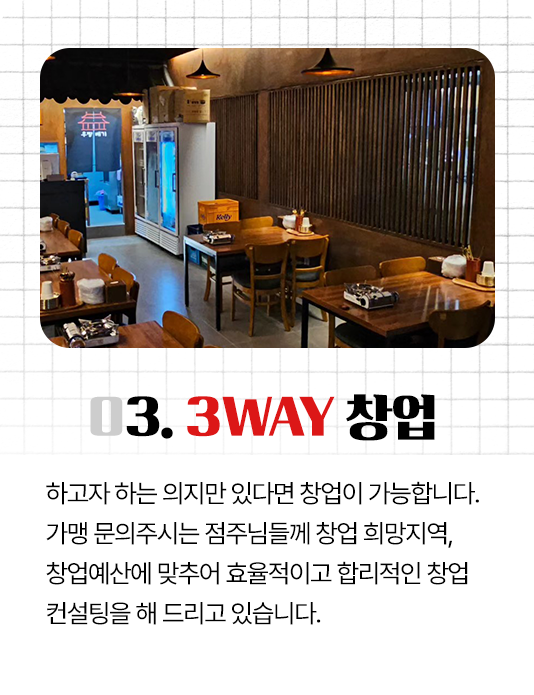 Kelly
03. 3WAY 창업
하고자 하는 의지만 있다면 창업이 가능합니다.
가맹 문의주시는 점주님들께 창업 희망지역,
창업예산에 맞추어 효율적이고 합리적인 창업
컨설팅을 해 드리고 있습니다.